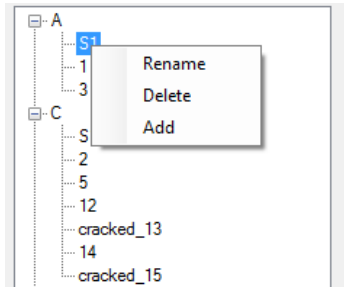 A
S1
Rename
1
Delete
3
Add
C
S
2
5
12
cracked_13
14
cracked_15